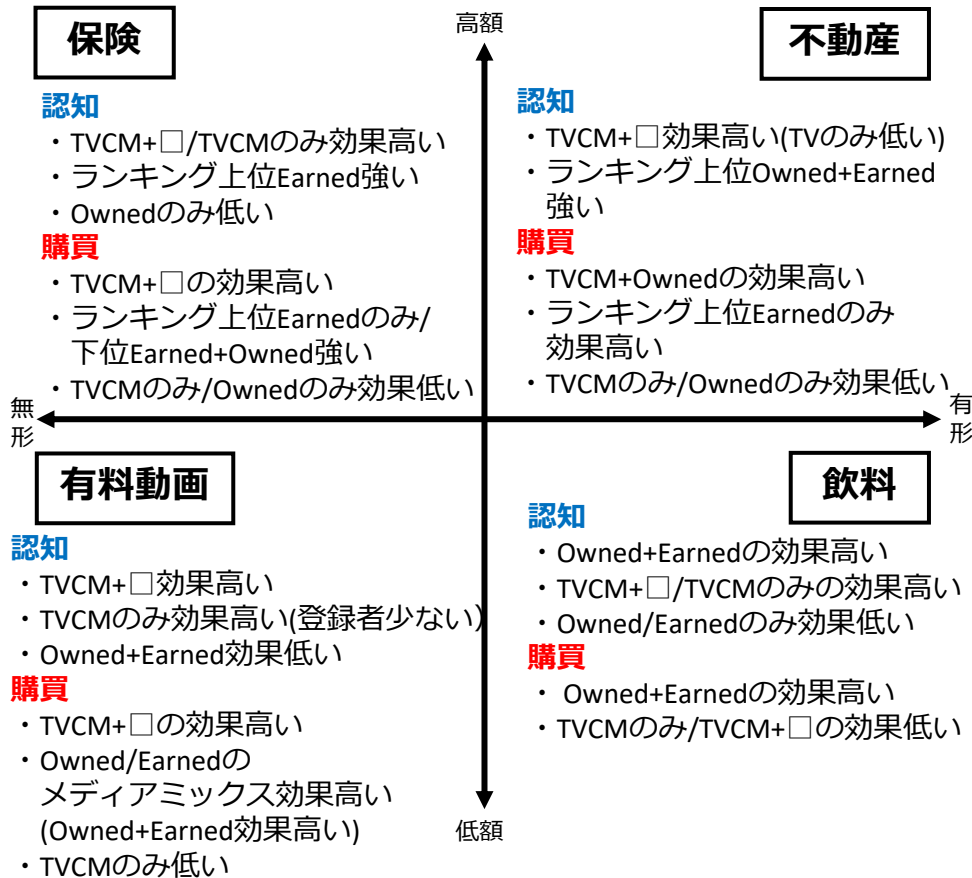 高額
保険
認知
・TVCM+□/TVCMのみ効果高い
・ランキング上位Earned強い
・Ownedのみ低い
購買
・TVCM+□の効果高い
・ランキング上位Earnedのみ/
下位Earned+Owned強い
・TVCMのみ/Ownedのみ効果低い
不動産
認知
・TVCM+□効果高い(TVのみ低い)
・ランキング上位Owned+Earned
強い
購買
・TVCM+Ownedの効果高い
・ランキング上位Earnedのみ
効果高い
・TVCMのみ/Ownedのみ効果低い
無
形
有
形
有料動画
認知
・TVCM+□効果高い
・TVCMのみ効果高い(登録者少ない）
・Owned+Earned効果低い
購買
・TVCM+□の効果高い
・Owned/Earnedの
メディアミックス効果高い
(Owned+Earned効果高い)
・TVCMのみ低い
飲料
認知
・Owned+Earnedの効果高い
・TVCM+□/TVCMのみの効果高い
・Owned/Earnedのみ効果低い
購買
・ Owned+Earnedの効果高い
・TVCMのみ/TVCM+□の効果低い
低額